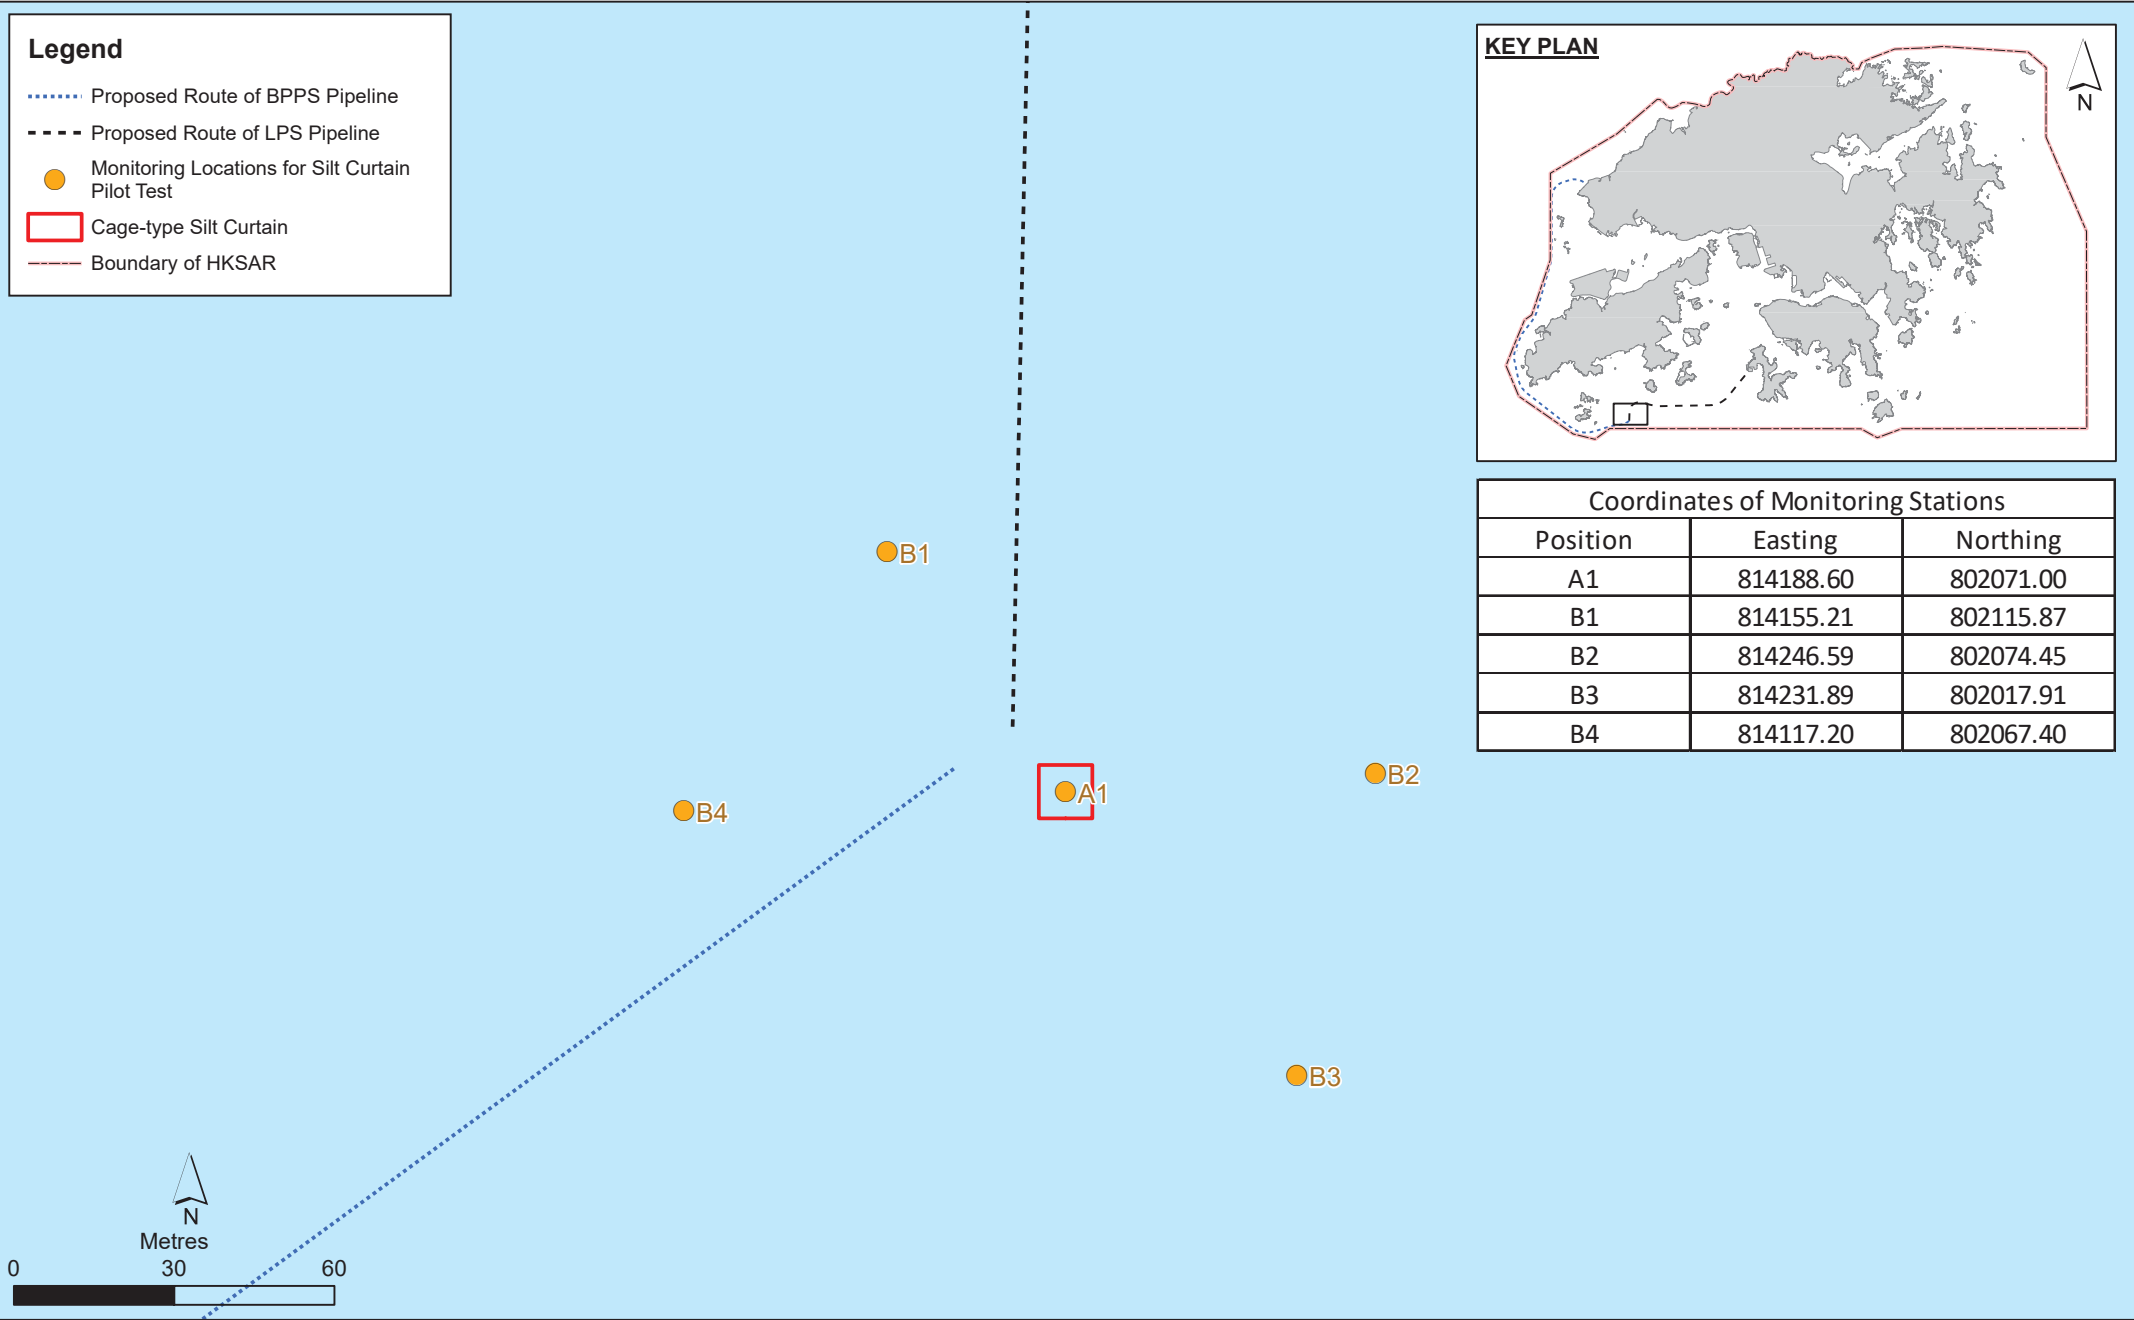 Legend
Proposed Route of BPPS Pipeline
Proposed Route of LPS Pipeline
Monitoring Locations for Silt Curtain
Pilot Test
Cage-type Silt Curtain
Boundary of HKSAR
KEY PLAN
N
Coordinates of Monitoring Stations
Position Easting Northing
A1 814188.60 802071.00
B1 814155.21 802115.87
B2 814246.59 802074.45
B3 814231.89 802017.91
B4 814117.20 802067.40
B1
B2
A1
B4
B3
N
Metres
0 30 60